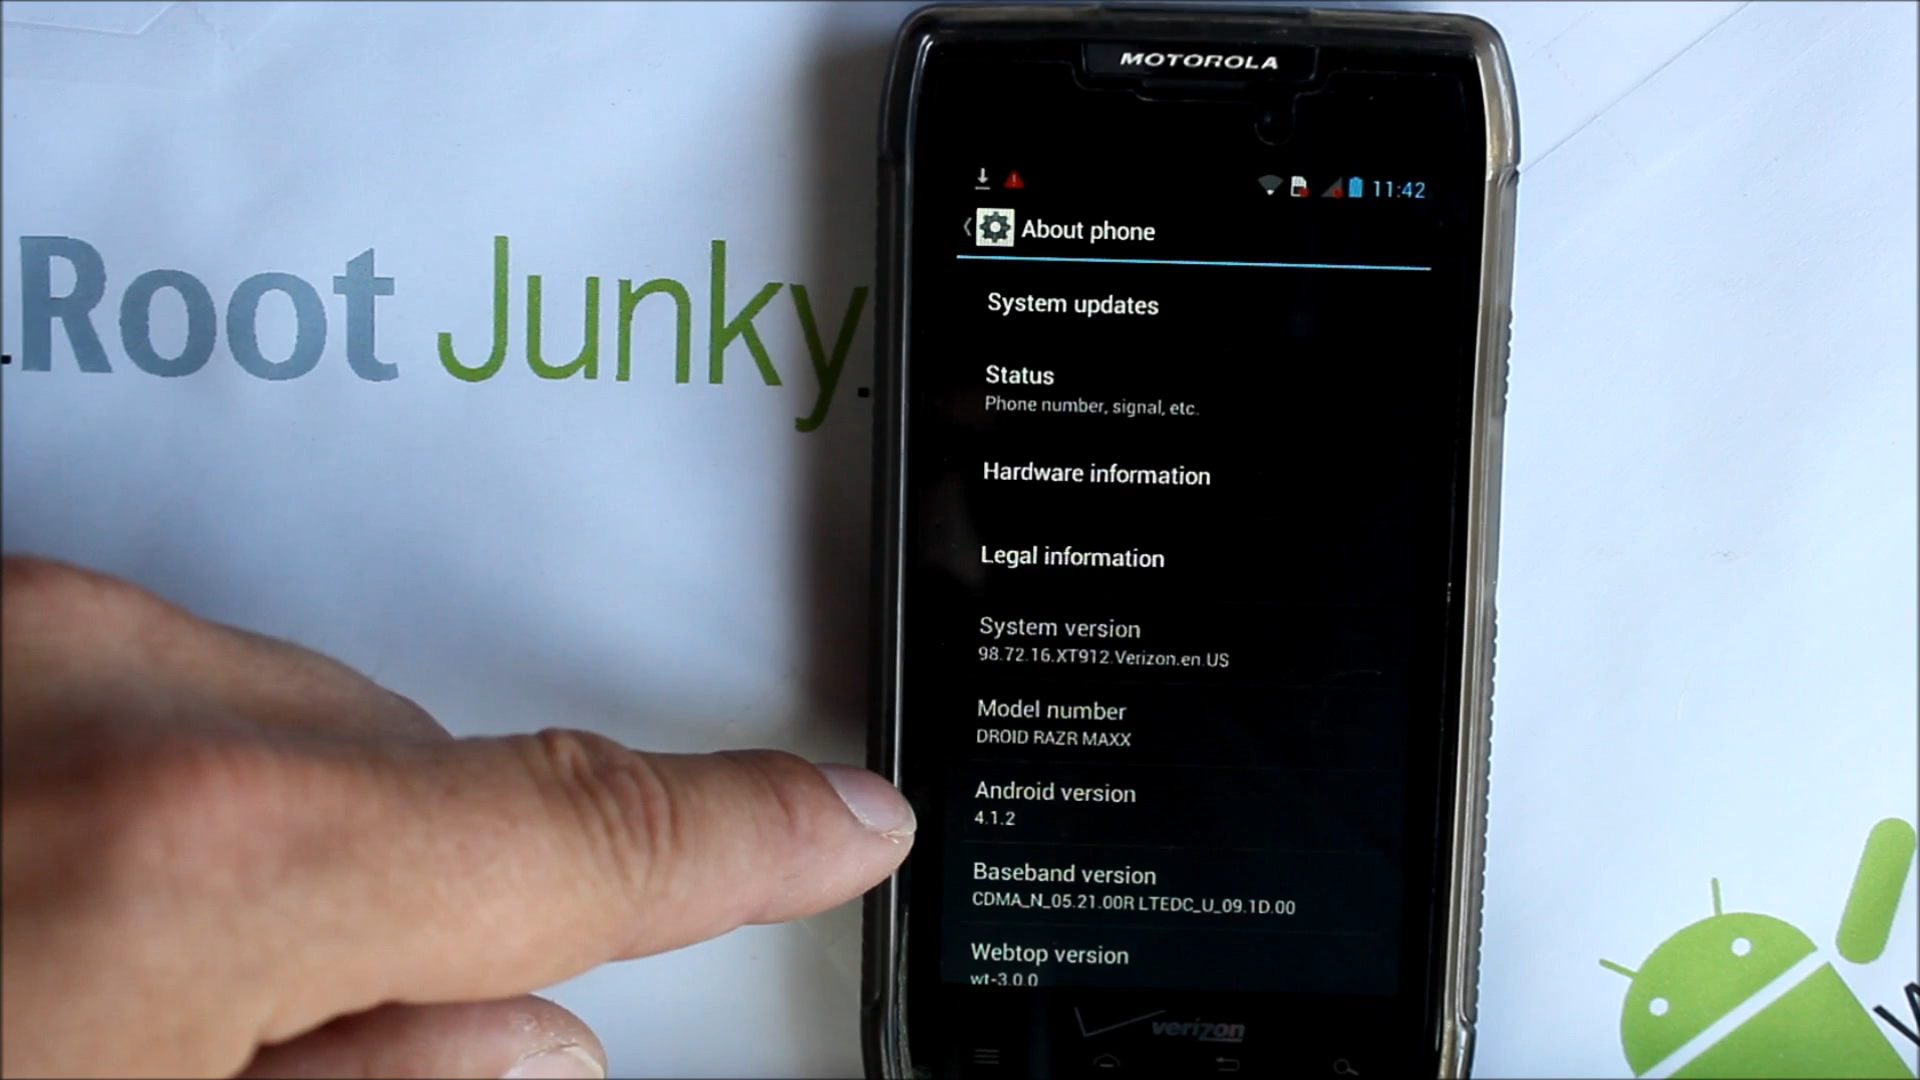 .Root Junky.
MOTOROLA
11:42
About phone
System updates
Status
Phone number, signal, etc.
Hardware information
Legal information
System version
98.72.16.XT912.Verizon.en.US
Model number
DROID RAZR MAXX
Android version
4.1.2
Baseband version
CDMA_N_05.21.00R LTEDC_U_09.1D.00
Webtop version
wt-3.0.0
verizon